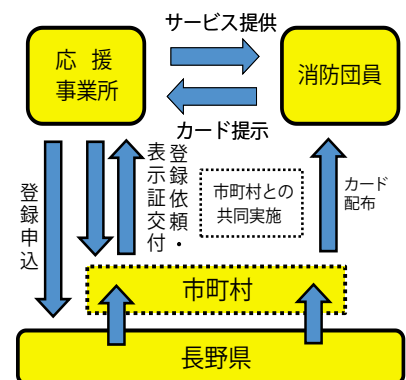 サービス提供
応 援
事業所
消防団員
カード提示
登録依頼・
表示証交付
登録申込
市町村との
共同実施
カード
配布
市町村
長野県